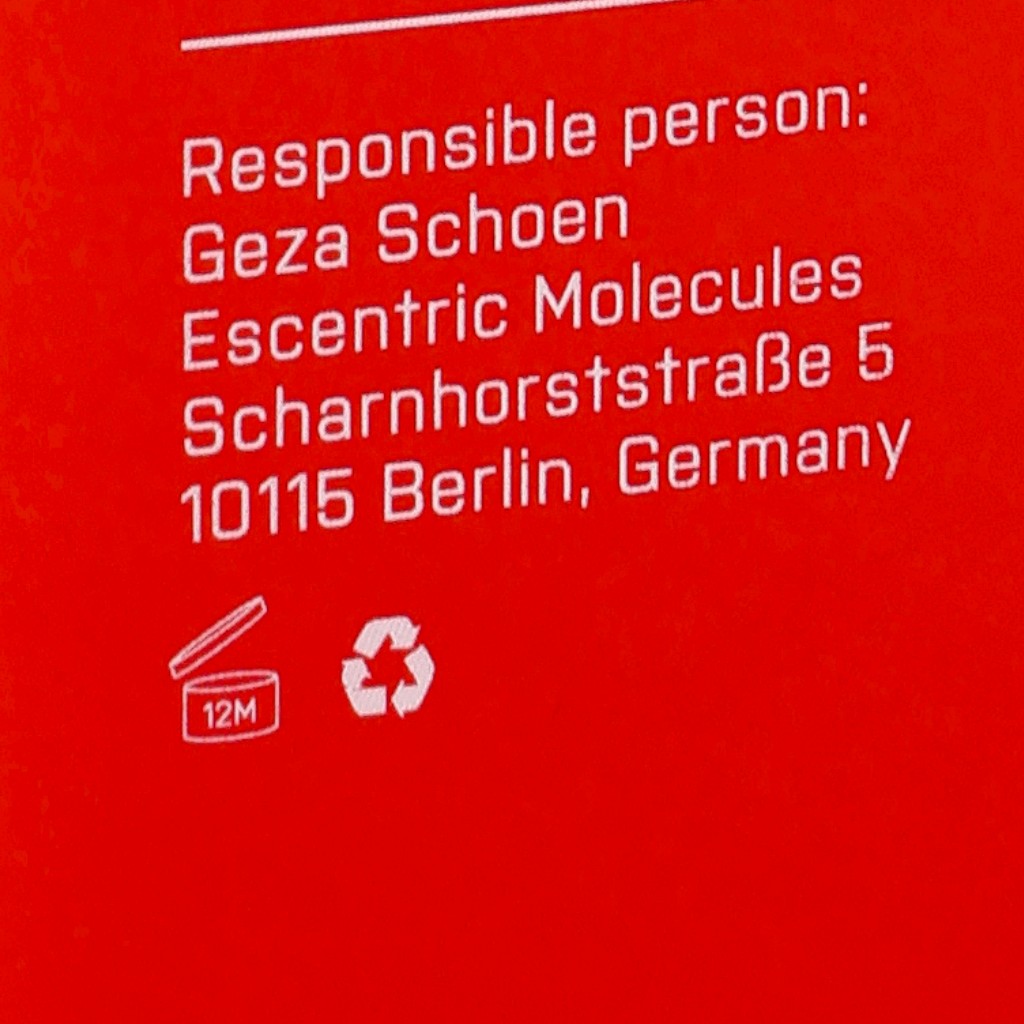 Responsible person:
Geza Schoen
Escentric Molecules
Scharnhorststraße 5
10115 Berlin, Germany
12M